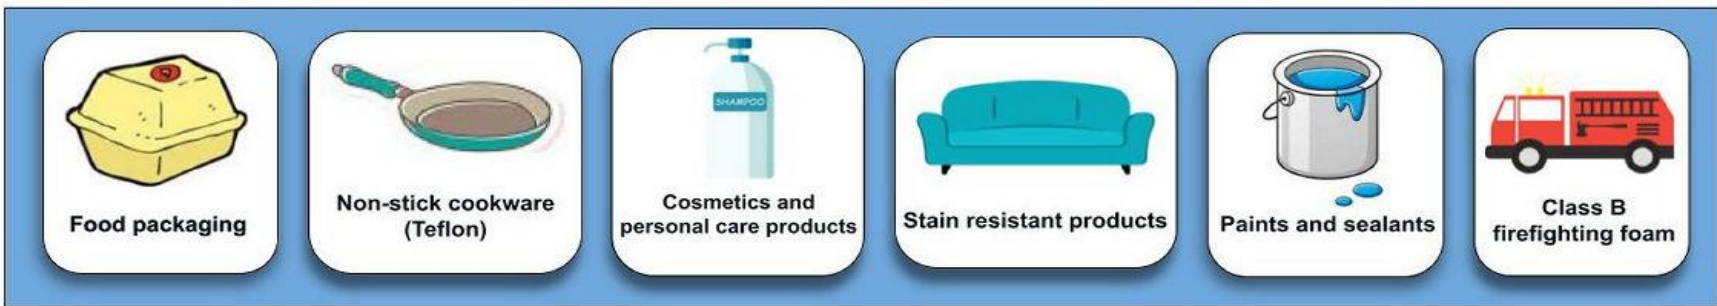 Food packaging
Non-stick cookware
(Teflon)
SHAMPOO
Cosmetics and
personal care products
Stain resistant products
Paints and sealants
Class B
firefighting foam